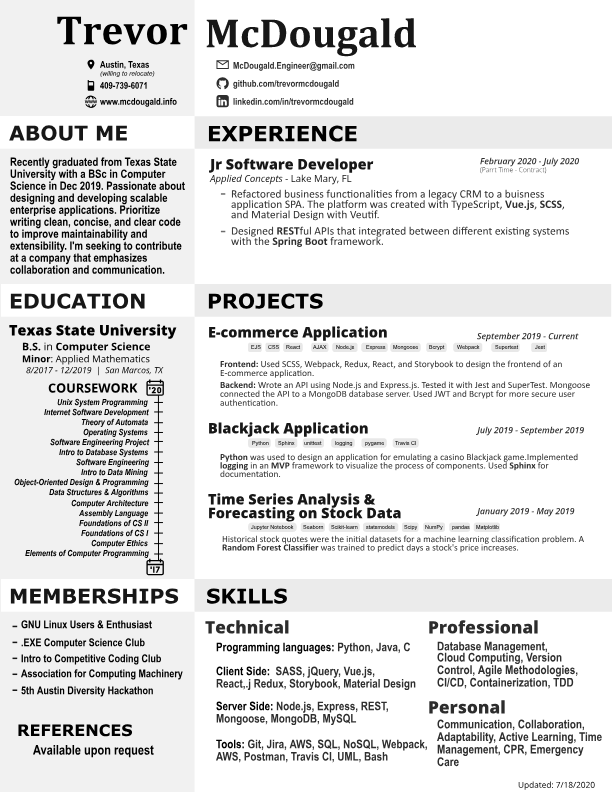 Trevor McDougald
Austin, Texas
(willing to relocate)
409-739-6071
www.mcdougald.info
McDougald.Engineer@gmail.com
github.com/trevormcdougald
linkedin.com/in/trevormcdougald
ABOUT ME
Recently graduated from Texas State
University with a BSc in Computer
Science in Dec 2019. Passionate about
designing and developing scalable
enterprise applications. Prioritize
writing clean, concise, and clear code
to improve maintainability and
extensibility. I'm seeking to contribute
at a company that emphasizes
collaboration and communication.
EXPERIENCE
Jr Software Developer
February 2020 - July 2020
(Parrt Time - Contract)
Applied Concepts - Lake Mary, FL
– Refactored business functionalities from a legacy CRM to a buisness
application SPA. The platform was created with TypeScript, Vue.js, SCSS,
and Material Design with Veutif.
– Designed RESTful APIs that integrated between different existing systems
with the Spring Boot framework.
EDUCATION
Texas State University
B.S. in Computer Science
Minor: Applied Mathematics
8/2017 - 12/2019 | San Marcos, TX
COURSEWORK '20
Unix System Programming
Internet Software Development
Theory of Automata
Operating Systems
Software Engineering Project
Intro to Database Systems
Software Engineering
Intro to Data Mining
Object-Oriented Design & Programming
Data Structures & Algorithms
Computer Architecture
Assembly Language
Foundations of CS II
Foundations of CS I
Computer Ethics
Elements of Computer Programming
'17
PROJECTS
E-commerce Application
September 2019 - Current
EJS CSS React AJAX Node.js Express Mongoose Bcrypt Webpack Supertest Jest
Frontend: Used SCSS, Webpack, Redux, React, and Storybook to design the frontend of an
E-commerce application.
Backend: Wrote an API using Node.js and Express.js. Tested it with Jest and SuperTest. Mongoose
connected the API to a MongoDB database server. Used JWT and Bcrypt for more secure user
authentication.
Blackjack Application
July 2019 - September 2019
Python Sphinx unittest logging pygame Travis CI
Python was used to design an application for emulating a casino Blackjack game.Implemented
logging in an MVP framework to visualize the process of components. Used Sphinx for
documentation.
Time Series Analysis &
Forecasting on Stock Data
January 2019 - May 2019
Jupyter Notebook Seaborn Scikit-learn statsmodels Scipy NumPy pandas Matplotlib
Historical stock quotes were the initial datasets for a machine learning classification problem. A
Random Forest Classifier was trained to predict days a stock's price increases.
MEMBERSHIPS
– GNU Linux Users & Enthusiast
– .EXE Computer Science Club
– Intro to Competitive Coding Club
– Association for Computing Machinery
– 5th Austin Diversity Hackathon
REFERENCES
Available upon request
SKILLS
Technical
Programming languages: Python, Java, C
Client Side: SASS, jQuery, Vue.js,
React,.j Redux, Storybook, Material Design
Server Side: Node.js, Express, REST,
Mongoose, MongoDB, MySQL
Tools: Git, Jira, AWS, SQL, NoSQL, Webpack,
AWS, Postman, Travis CI, UML, Bash
Professional
Database Management,
Cloud Computing, Version
Control, Agile Methodologies,
CI/CD, Containerization, TDD
Personal
Communication, Collaboration,
Adaptability, Active Learning, Time
Management, CPR, Emergency
Care
Updated: 7/18/2020